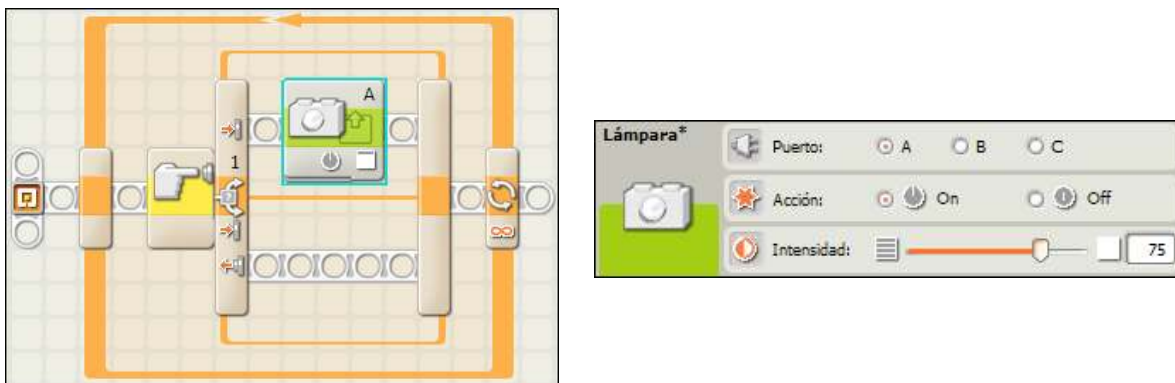 A
1
Lámpara*
Puerto: A B C
Acción: On Off
Intensidad: 75